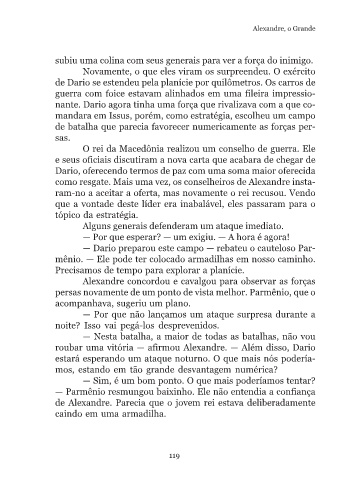 Alexandre, o Grande
subiu uma colina com seus generais para ver a força do inimigo.
Novamente, o que eles viram os surpreendeu. O exército
de Dario se estendeu pela planície por quilômetros. Os carros de
guerra com foice estavam alinhados em uma fileira impressio-
nante. Dario agora tinha uma força que rivalizava com a que co-
mandara em Issus, porém, como estratégia, escolheu um campo
de batalha que parecia favorecer numericamente as forças per-
sas.
O rei da Macedônia realizou um conselho de guerra. Ele
e seus oficiais discutiram a nova carta que acabara de chegar de
Dario, oferecendo termos de paz com uma soma maior oferecida
como resgate. Mais uma vez, os conselheiros de Alexandre insta-
ram-no a aceitar a oferta, mas novamente o rei recusou. Vendo
que a vontade deste líder era inabalável, eles passaram para o
tópico da estratégia.
Alguns generais defenderam um ataque imediato.
— Por que esperar? — um exigiu. — A hora é agora!
— Dario preparou este campo — rebateu o cauteloso Par-
mênio. — Ele pode ter colocado armadilhas em nosso caminho.
Precisamos de tempo para explorar a planície.
Alexandre concordou e cavalgou para observar as forças
persas novamente de um ponto de vista melhor. Parmênio, que o
acompanhava, sugeriu um plano.
— Por que não lançamos um ataque surpresa durante a
noite? Isso vai pegá-los desprevenidos.
— Nesta batalha, a maior de todas as batalhas, não vou
roubar uma vitória — afirmou Alexandre. — Além disso, Dario
estará esperando um ataque noturno. O que mais nós podería-
mos, estando em tão grande desvantagem numérica?
— Sim, é um bom ponto. O que mais poderíamos tentar?
— Parmênio resmungou baixinho. Ele não entendia a confiança
de Alexandre. Parecia que o jovem rei estava deliberadamente
caindo em uma armadilha.
119